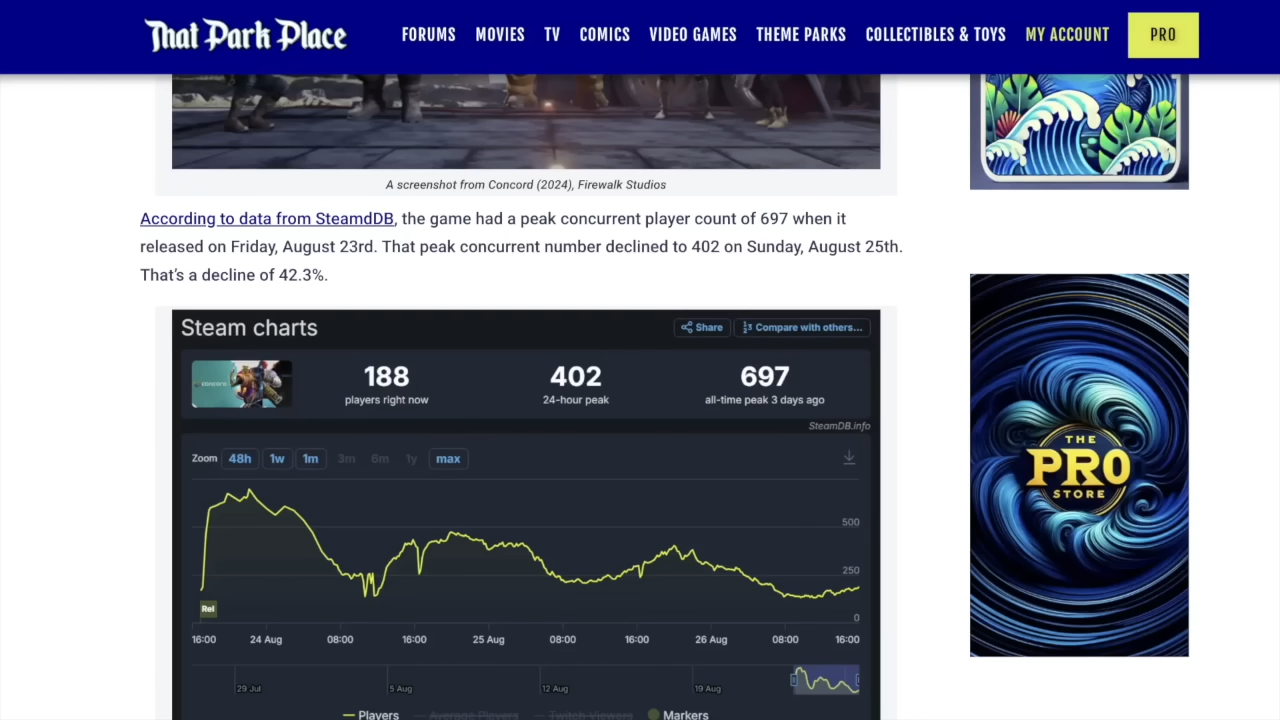 That Park Place
FORUMS MOVIES TV COMICS VIDEO GAMES THEME PARKS COLLECTIBLES & TOYS MY ACCOUNT PRO
A screenshot from Concord (2024), Firewalk Studios
According to data from SteamdDB, the game had a peak concurrent player count of 697 when it
released on Friday, August 23rd. That peak concurrent number declined to 402 on Sunday, August 25th.
That's a decline of 42.3%.
Steam charts
Share
Compare with others...
188 402 697
players right now 24-hour peak all-time peak 3 days ago
SteamDB.info
Zoom 48h 1w 1m 3m 6m 1y max
500
250
0
Rel
16:00 24 Aug 08:00 16:00 25 Aug 08:00 16:00 26 Aug 08:00 16:00
29 Jul 5 Aug 12 Aug 19 Aug
Players Average Players Twitch Viewers Markers
THE
PRO
STORE